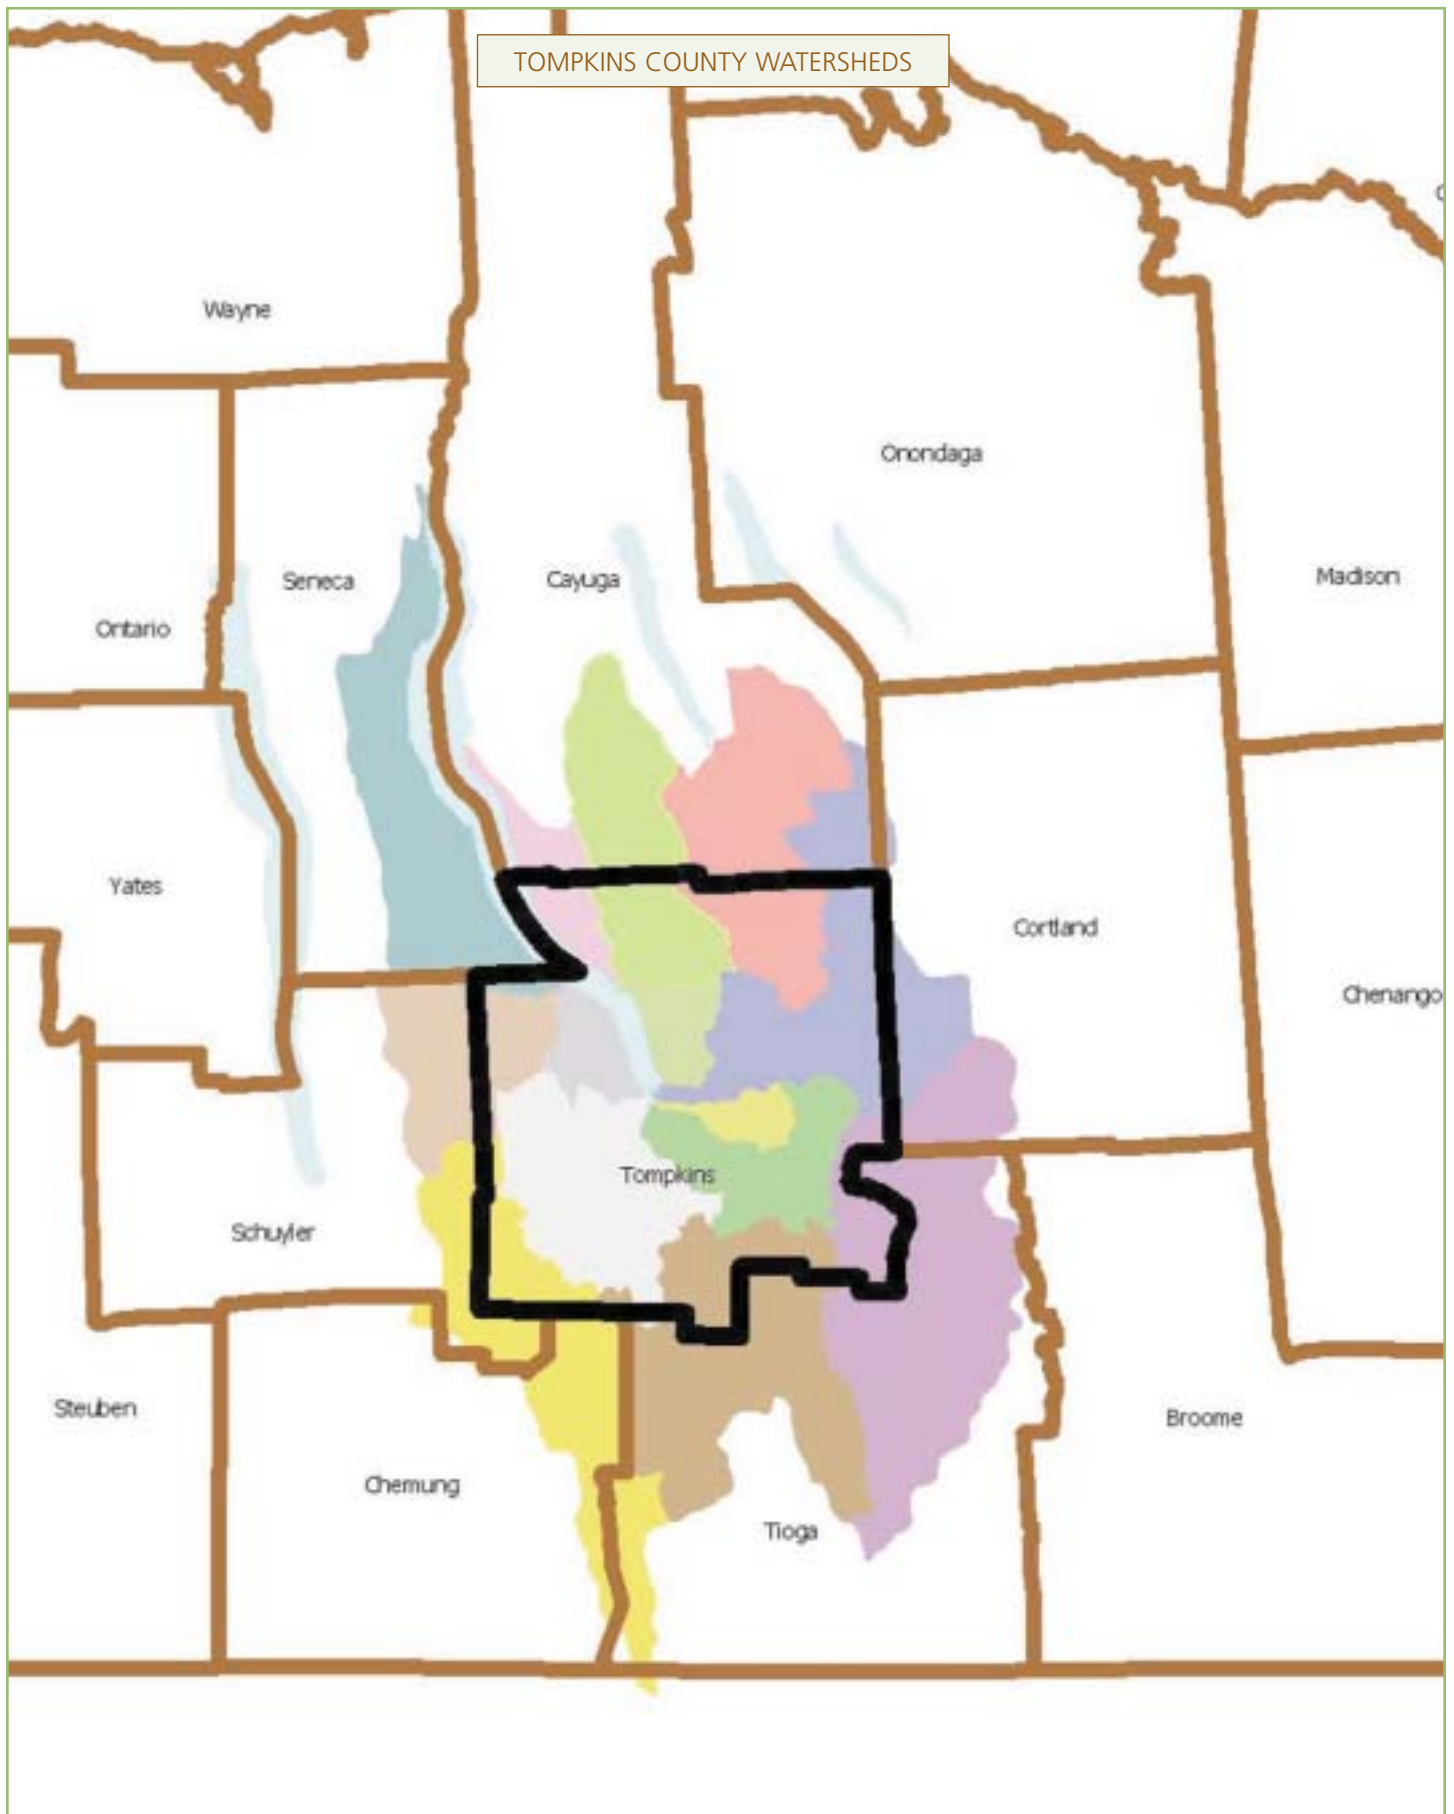 TOMPKINS COUNTY WATERSHEDS
Wayne
Onondaga
Madison
Seneca
Cayuga
Ontario
Yates
Cortland
Chenango
Tompkins
Schuyler
Steuben
Broome
Chemung
Tioga